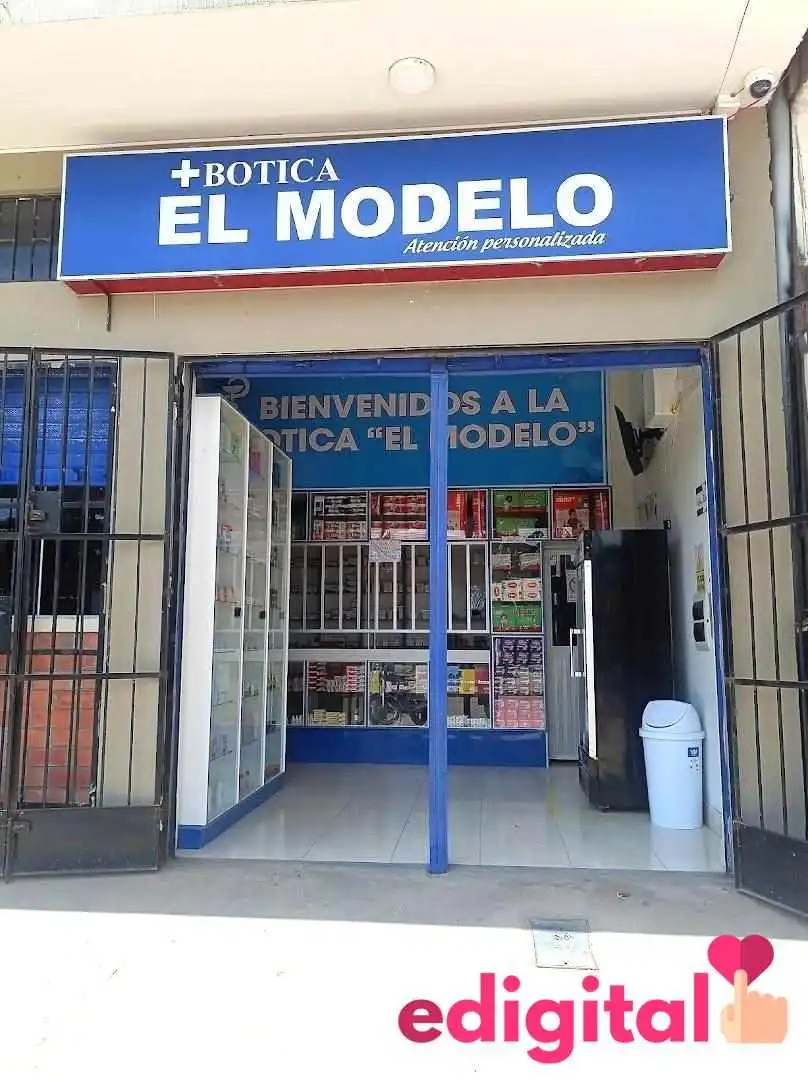 +BOTICA
EL MODELO
Atención personalizada
BIENVENIDOS A LA
BOTICA "EL MODELO"
edigital